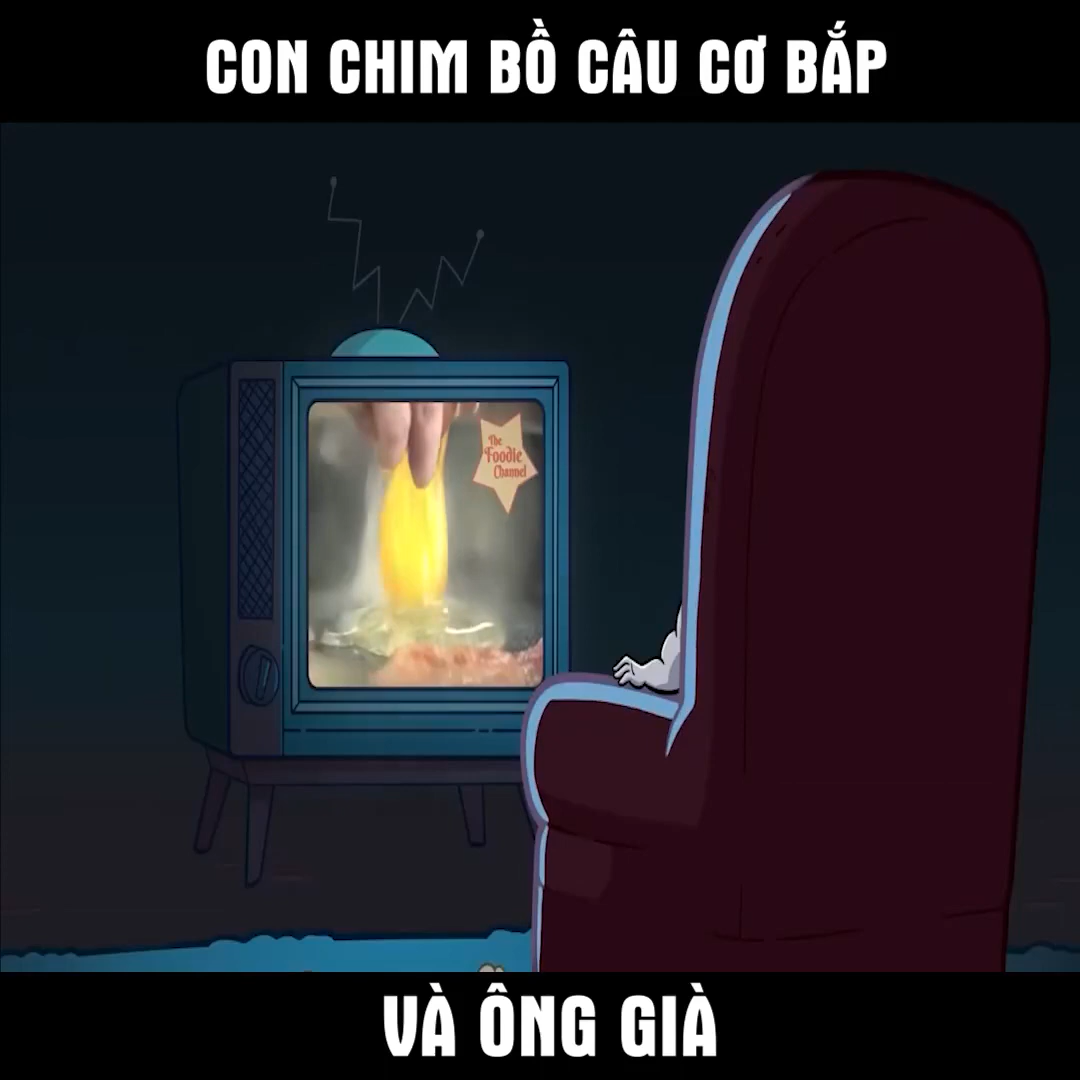 CON CHIM BỒ CÂU CƠ BẮP
The
Foodie
Channel
VÀ ÔNG GIÀ